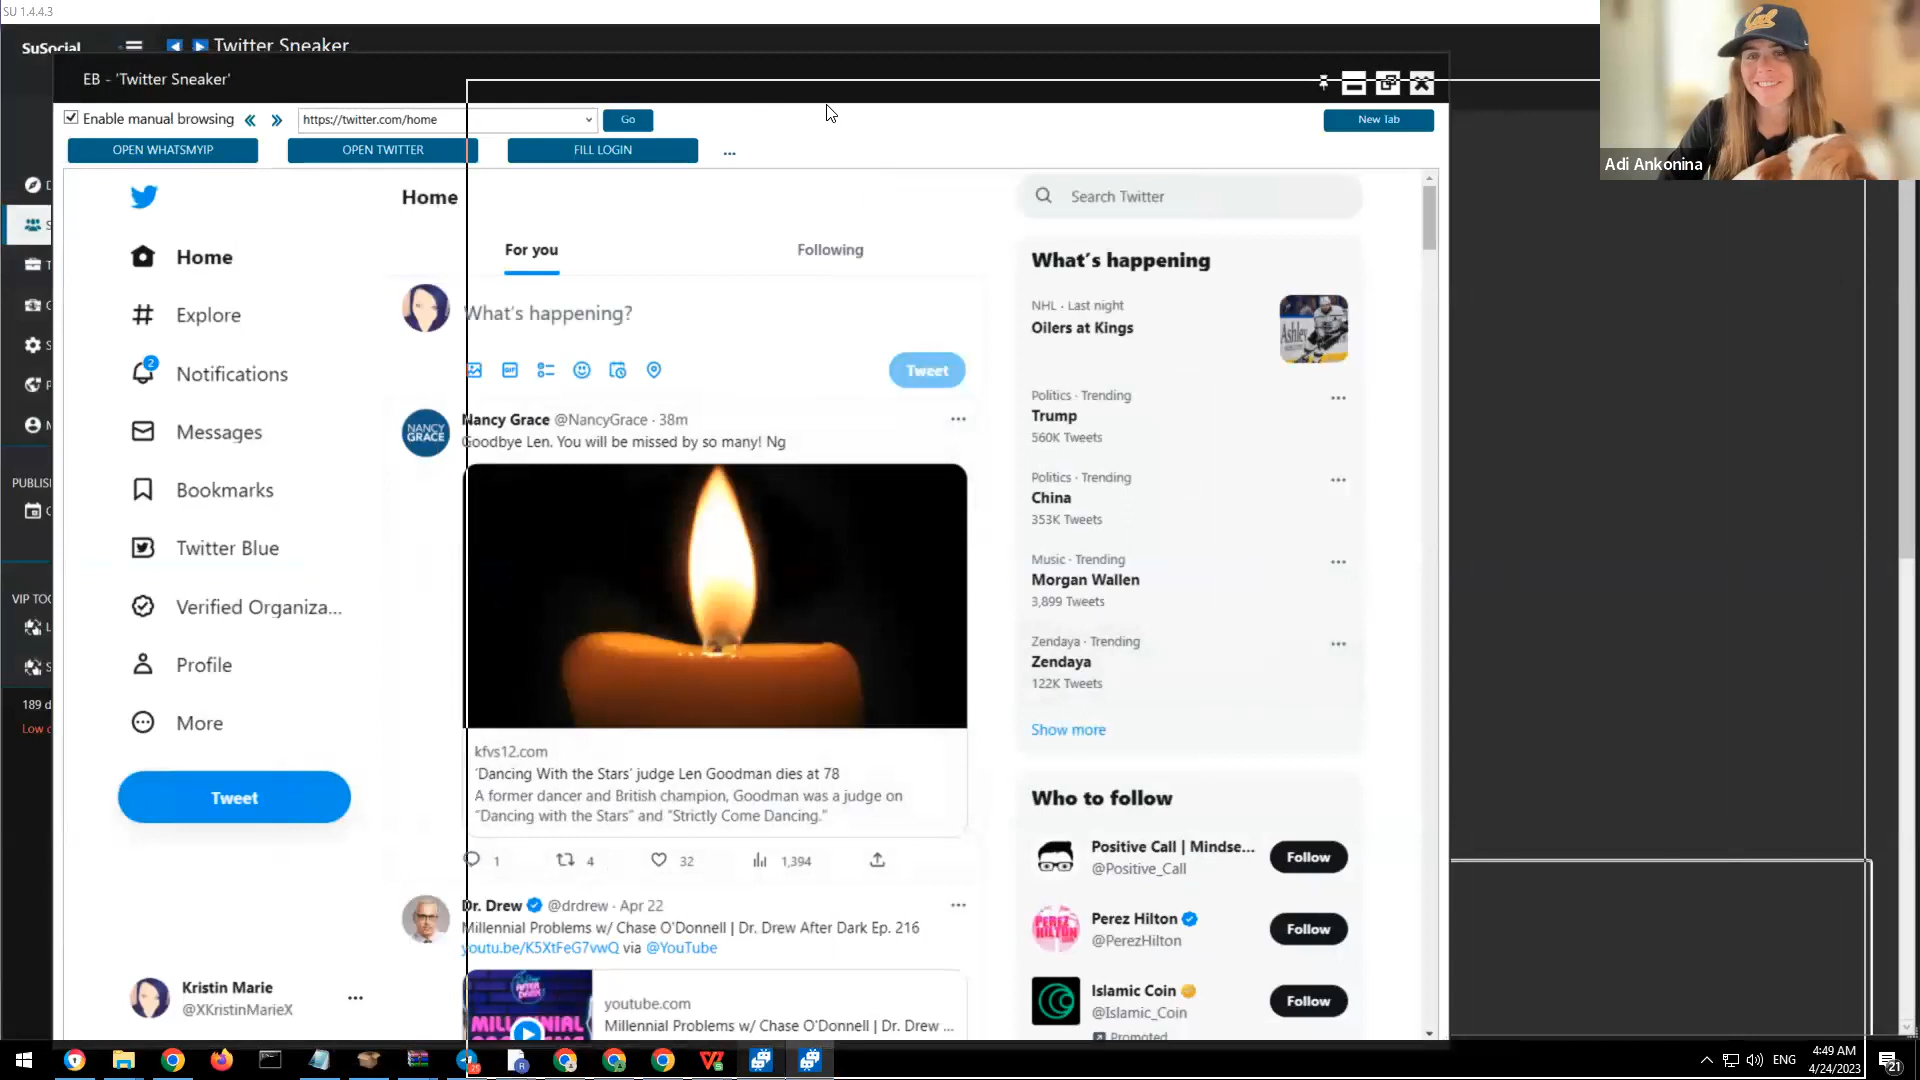 SU 1.4.4.3
SuSocial
Twitter Sneaker
EB - 'Twitter Sneaker'
Enable manual browsing
https://twitter.com/home
Go
New Tab
OPEN WHATSMYIP
OPEN TWITTER
FILL LOGIN
...
Adi Ankonina
Cal
PUBLIS
VIP TOO
189 d
Low c
Home
Explore
2
Notifications
Messages
Bookmarks
Twitter Blue
Verified Organiza...
Profile
More
Tweet
Kristin Marie
@XKristinMarieX
Home
For you
Following
What's happening?
GIF
Tweet
NANCY
GRACE
Nancy Grace @NancyGrace · 38m
Goodbye Len. You will be missed by so many! Ng
kfvs12.com
'Dancing With the Stars' judge Len Goodman dies at 78
A former dancer and British champion, Goodman was a judge on
"Dancing with the Stars" and "Strictly Come Dancing."
1
4
32
1,394
Dr. Drew @drdrew · Apr 22
Millennial Problems w/ Chase O'Donnell | Dr. Drew After Dark Ep. 216
youtu.be/K5XtFeG7vwQ via @YouTube
youtube.com
Millennial Problems w/ Chase O'Donnell | Dr. Drew ...
Search Twitter
What's happening
NHL · Last night
Oilers at Kings
Politics · Trending
Trump
560K Tweets
Politics · Trending
China
353K Tweets
Music · Trending
Morgan Wallen
3,899 Tweets
Zendaya · Trending
Zendaya
122K Tweets
Show more
Who to follow
Positive Call | Mindse...
@Positive_Call
Follow
PEREZ
HILTON
Perez Hilton
@PerezHilton
Follow
Islamic Coin
@Islamic_Coin
Follow
Promoted
ENG
4:49 AM
4/24/2023
21